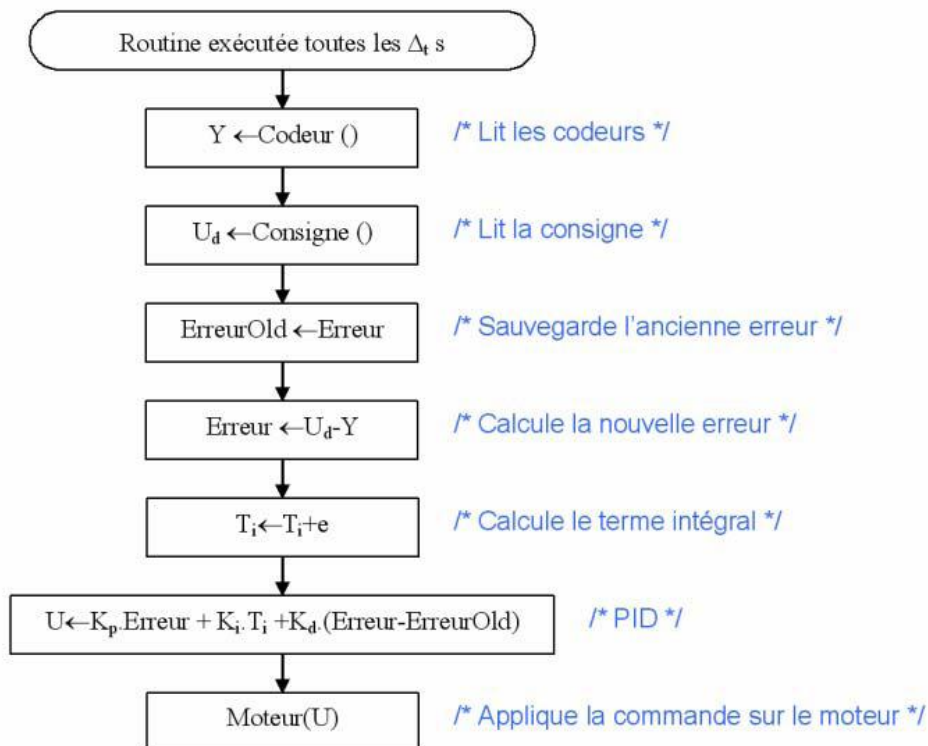 Routine exécutée toutes les Δt s
Y ←Codeur () /* Lit les codeurs */
Ud ←Consigne () /* Lit la consigne */
ErreurOld ←Erreur /* Sauvegarde l'ancienne erreur */
Erreur ←Ud-Y /* Calcule la nouvelle erreur */
Ti←Ti+e /* Calcule le terme intégral */
U←Kp.Erreur + Ki.Ti +Kd.(Erreur-ErreurOld) /* PID */
Moteur(U) /* Applique la commande sur le moteur */